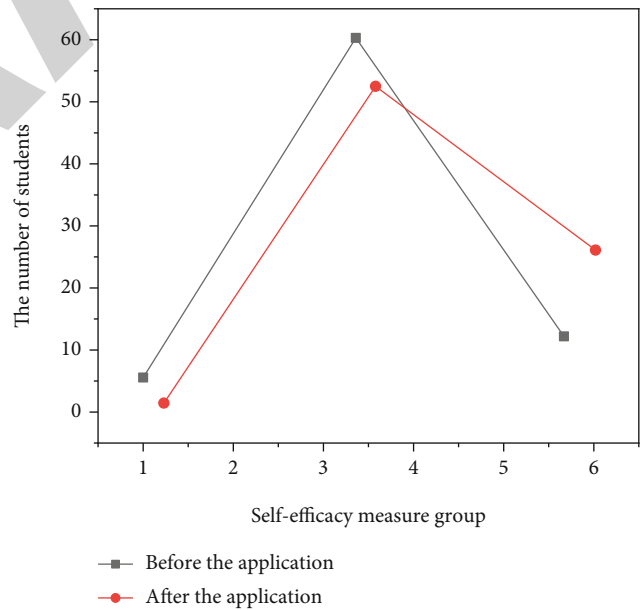 The number of students
60
50
40
30
20
10
0
1 2 3 4 5 6
Self-efficacy measure group
Before the application
After the application